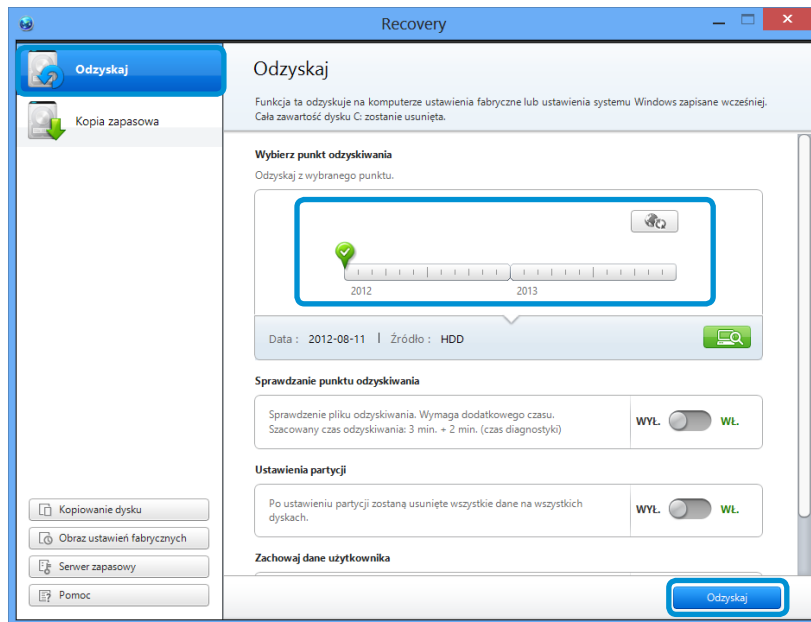 Recovery
Odzyskaj
Kopia zapasowa
Kopiowanie dysku
Obraz ustawień fabrycznych
Serwer zapasowy
Pomoc
Odzyskaj
Funkcja ta odzyskuje na komputerze ustawienia fabryczne lub ustawienia systemu Windows zapisane wcześniej.
Cała zawartość dysku C: zostanie usunięta.
Wybierz punkt odzyskiwania
Odzyskaj z wybranego punktu.
2012 2013
Data : 2012-08-11 | Źródło : HDD
Sprawdzanie punktu odzyskiwania
Sprawdzenie pliku odzyskiwania. Wymaga dodatkowego czasu.
Szacowany czas odzyskiwania: 3 min. + 2 min. (czas diagnostyki)
WYŁ. WŁ.
Ustawienia partycji
Po ustawieniu partycji zostaną usunięte wszystkie dane na wszystkich
dyskach.
WYŁ. WŁ.
Zachowaj dane użytkownika
Odzyskaj